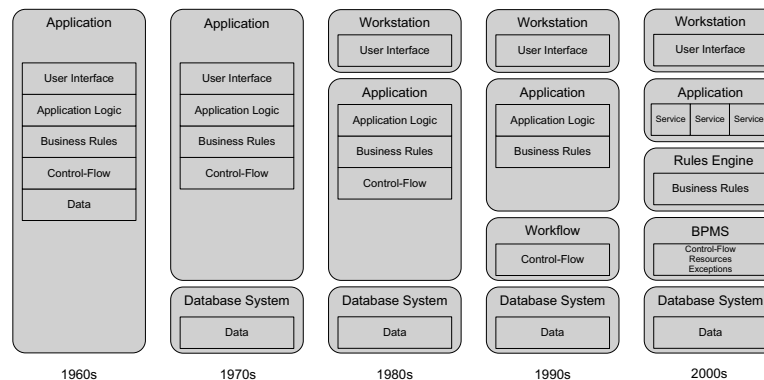 Application
User Interface
Application Logic
Business Rules
Control-Flow
Data
1960s
Application
User Interface
Application Logic
Business Rules
Control-Flow
Database System
Data
1970s
Workstation
User Interface
Application
Application Logic
Business Rules
Control-Flow
Database System
Data
1980s
Workstation
User Interface
Application
Application Logic
Business Rules
Workflow
Control-Flow
Database System
Data
1990s
Workstation
User Interface
Application
Service Service Service
Rules Engine
Business Rules
BPMS
Control-Flow
Resources
Exceptions
Database System
Data
2000s